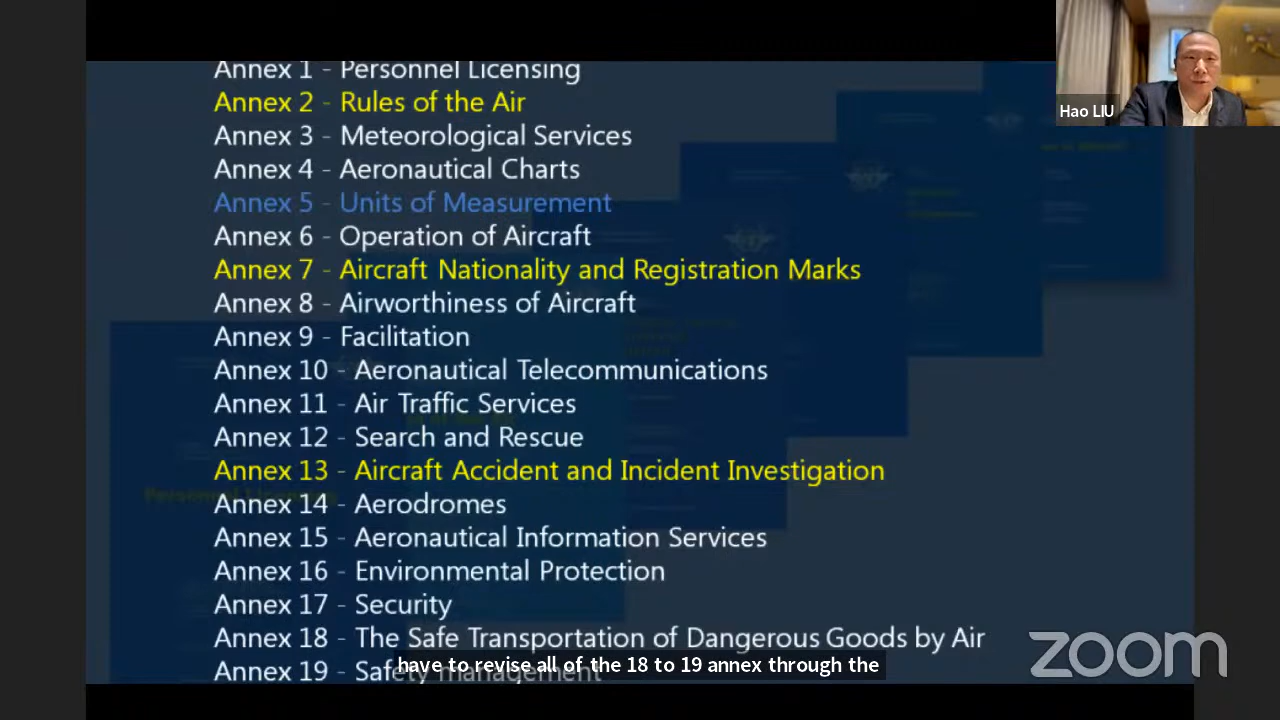 Annex 1 - Personnel Licensing
Annex 2 - Rules of the Air
Annex 3 - Meteorological Services
Annex 4 - Aeronautical Charts
Annex 5 - Units of Measurement
Annex 6 - Operation of Aircraft
Annex 7 - Aircraft Nationality and Registration Marks
Annex 8 - Airworthiness of Aircraft
Annex 9 - Facilitation
Annex 10 - Aeronautical Telecommunications
Annex 11 - Air Traffic Services
Annex 12 - Search and Rescue
Annex 13 - Aircraft Accident and Incident Investigation
Annex 14 - Aerodromes
Annex 15 - Aeronautical Information Services
Annex 16 - Environmental Protection
Annex 17 - Security
Annex 18 - The Safe Transportation of Dangerous Goods by Air
Annex 19 - Safety management
have to revise all of the 18 to 19 annex through the
Hao LIU
zoom